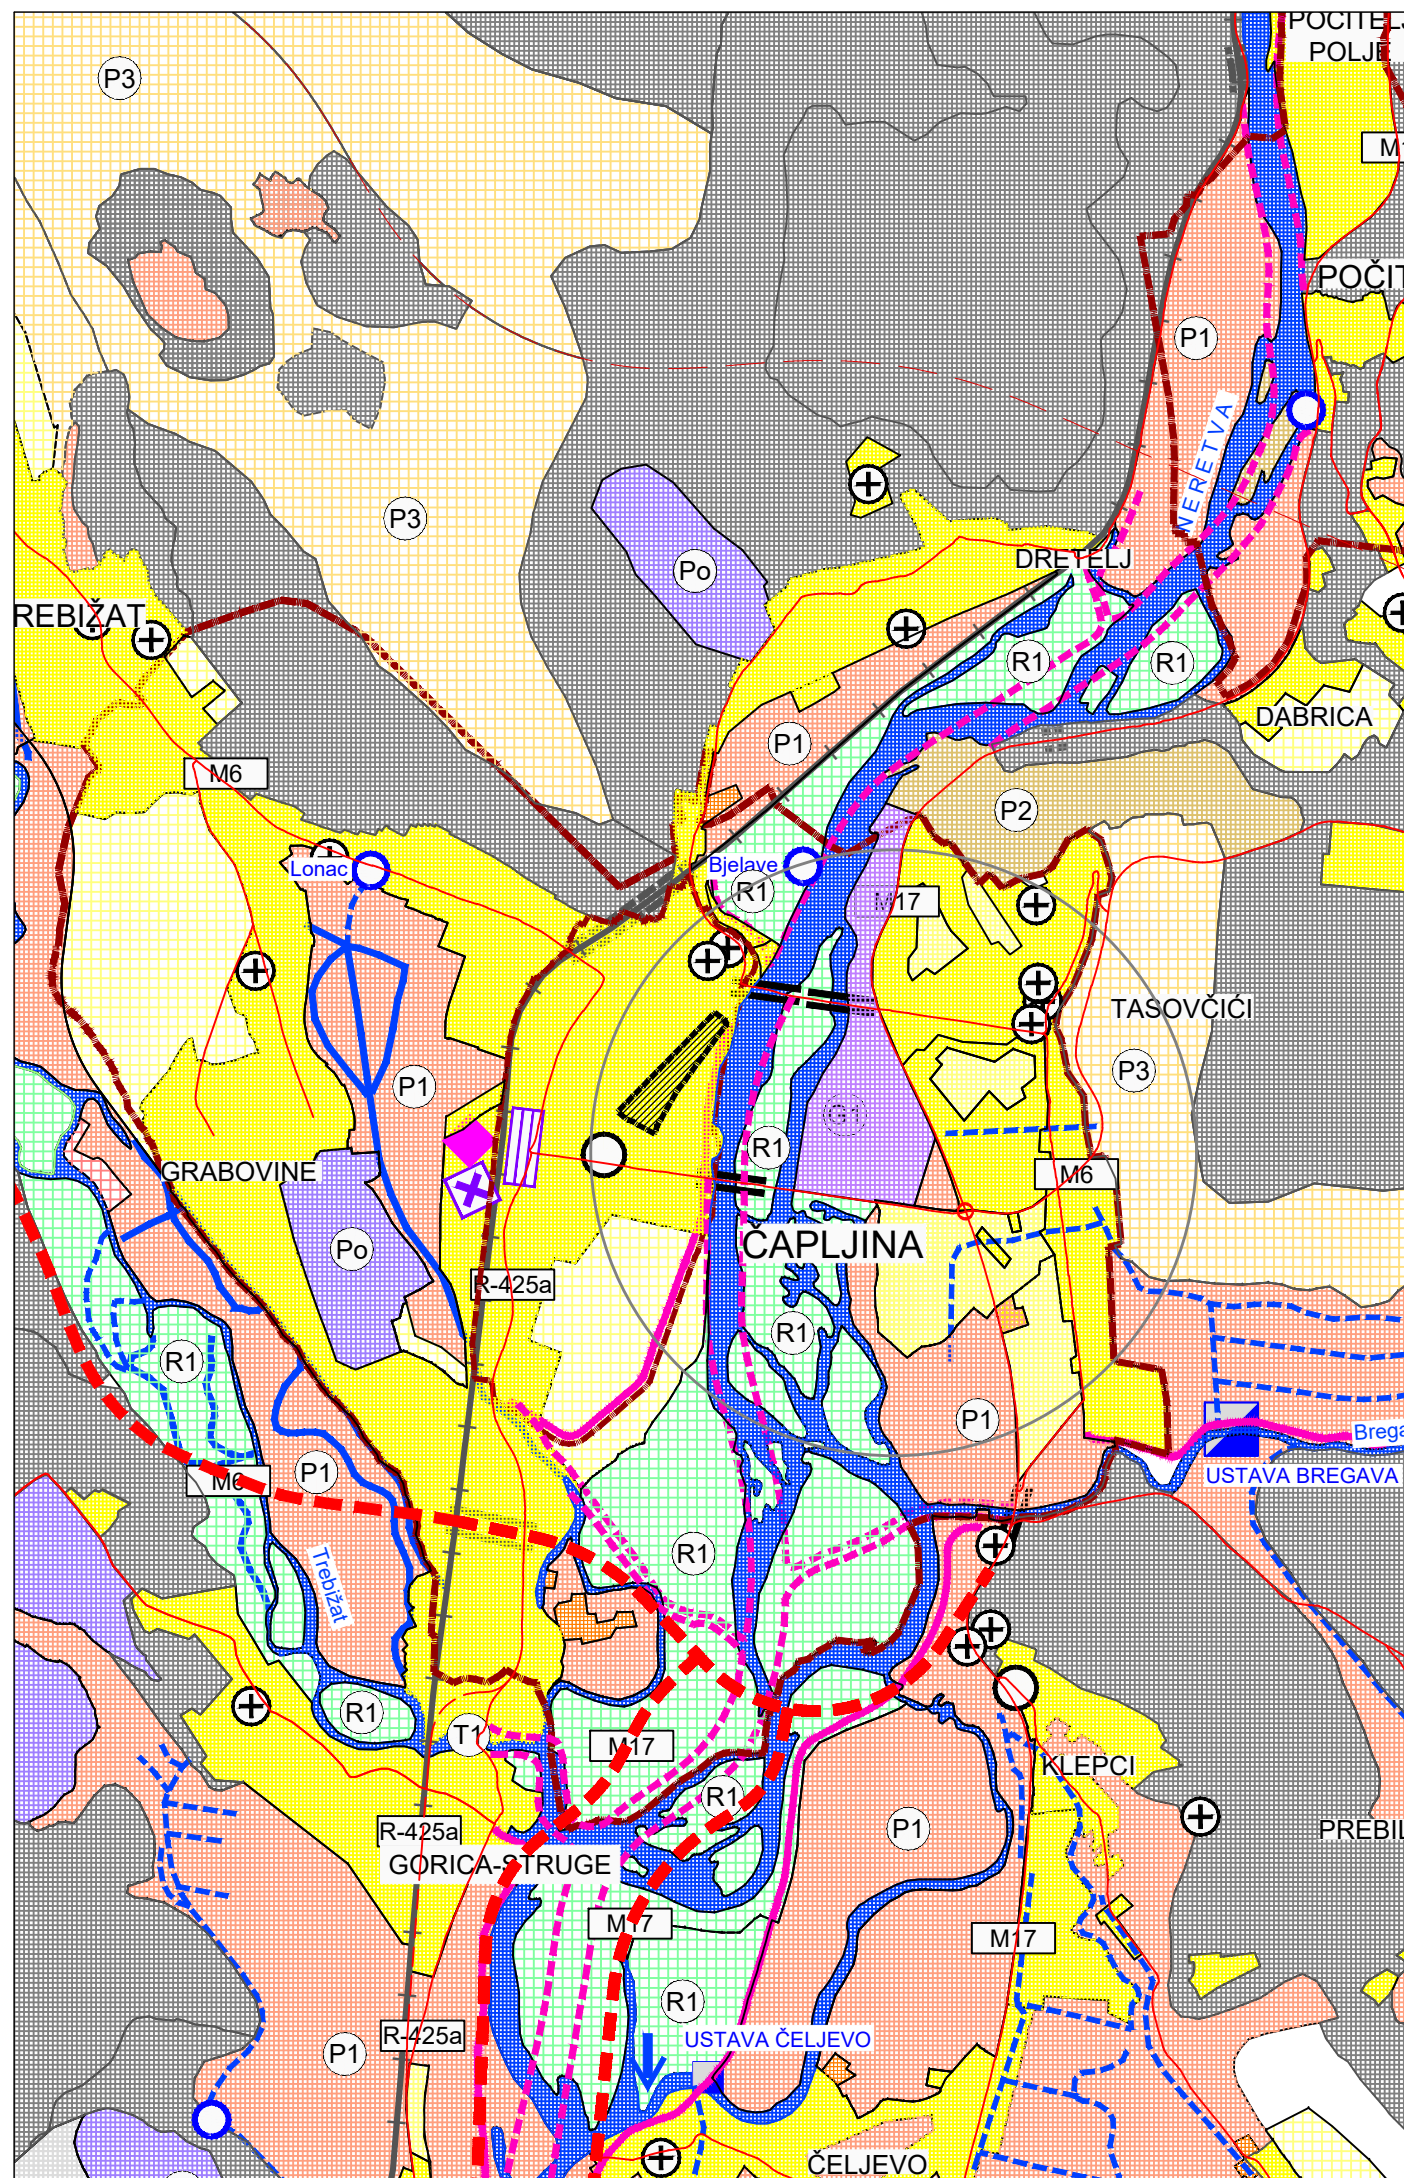 POČITELJ
POLJE
P3
M1
POČIT
P1
NERETVA
P3
DRETELJ
Po
REBIŽAT
R1
R1
DABRICA
P1
M6
P2
Lonac
Bjelave
R1
M17
TASOVČIĆI
P3
P1
G1
R1
GRABOVINE
M6
Po
ČAPLJINA
R-425a
R1
R1
P1
Brega
USTAVA BREGAVA
P1
M6
R1
Trebižat
R1
T1
M17
KLEPCI
R1
R-425a
P1
PREBIL
GORICA-STRUGE
M17
M17
R1
R-425a
USTAVA ČELJEVO
P1
ČELJEVO